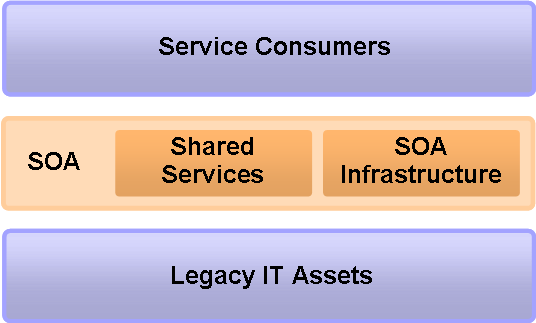 Service Consumers
SOA
Shared
Services
SOA
Infrastructure
Legacy IT Assets